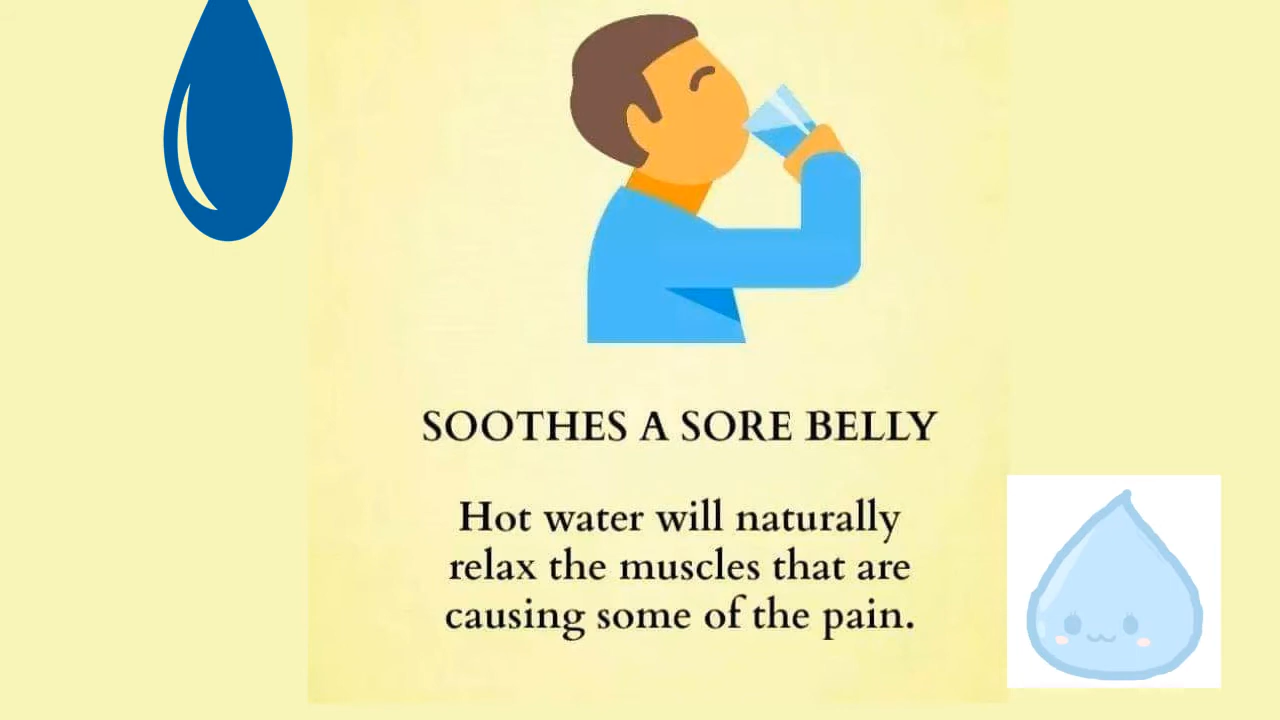 SOOTHES A SORE BELLY
Hot water will naturally
relax the muscles that are
causing some of the pain.